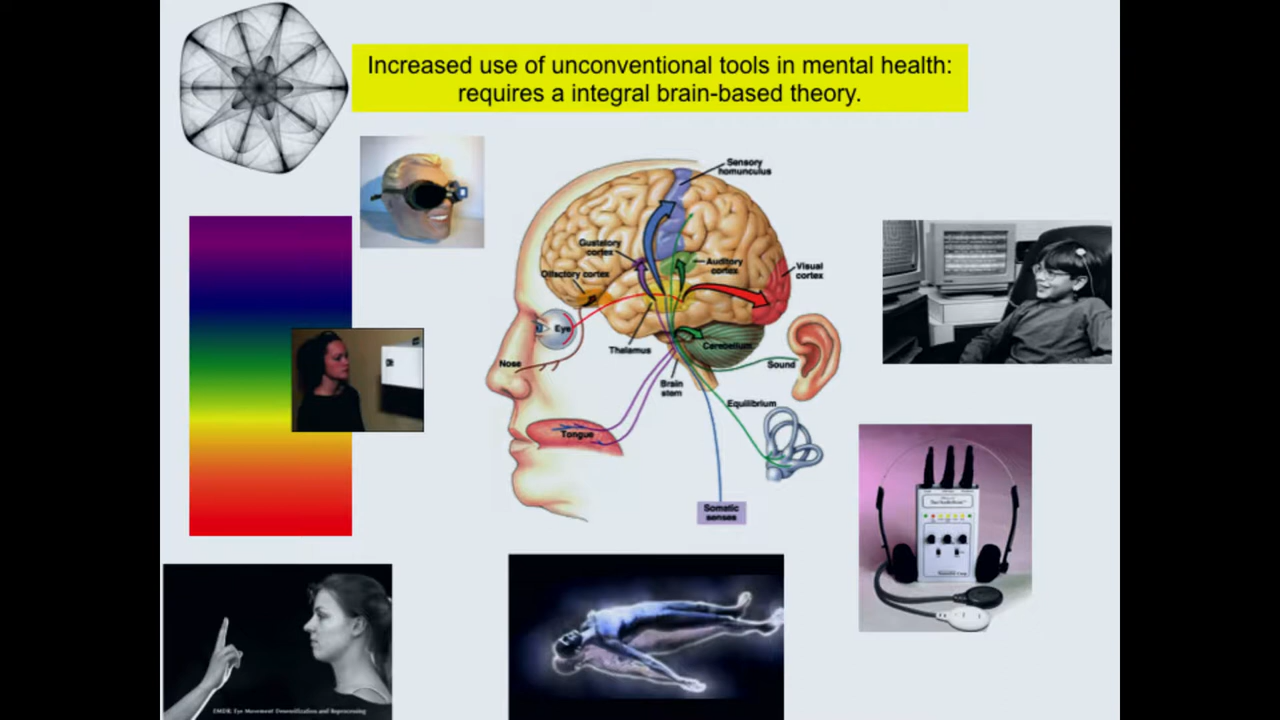 Increased use of unconventional tools in mental health:
requires a integral brain-based theory.
Sensory
homunculus
Gustatory
cortex
Auditory
cortex
Olfactory cortex
Visual
cortex
Eye
Thalamus
Cerebellum
Nose
Sound
Brain
stem
Equilibrium
Tongue
Somatic
senses
EMDR: Eye Movement Desensitization and Reprocessing